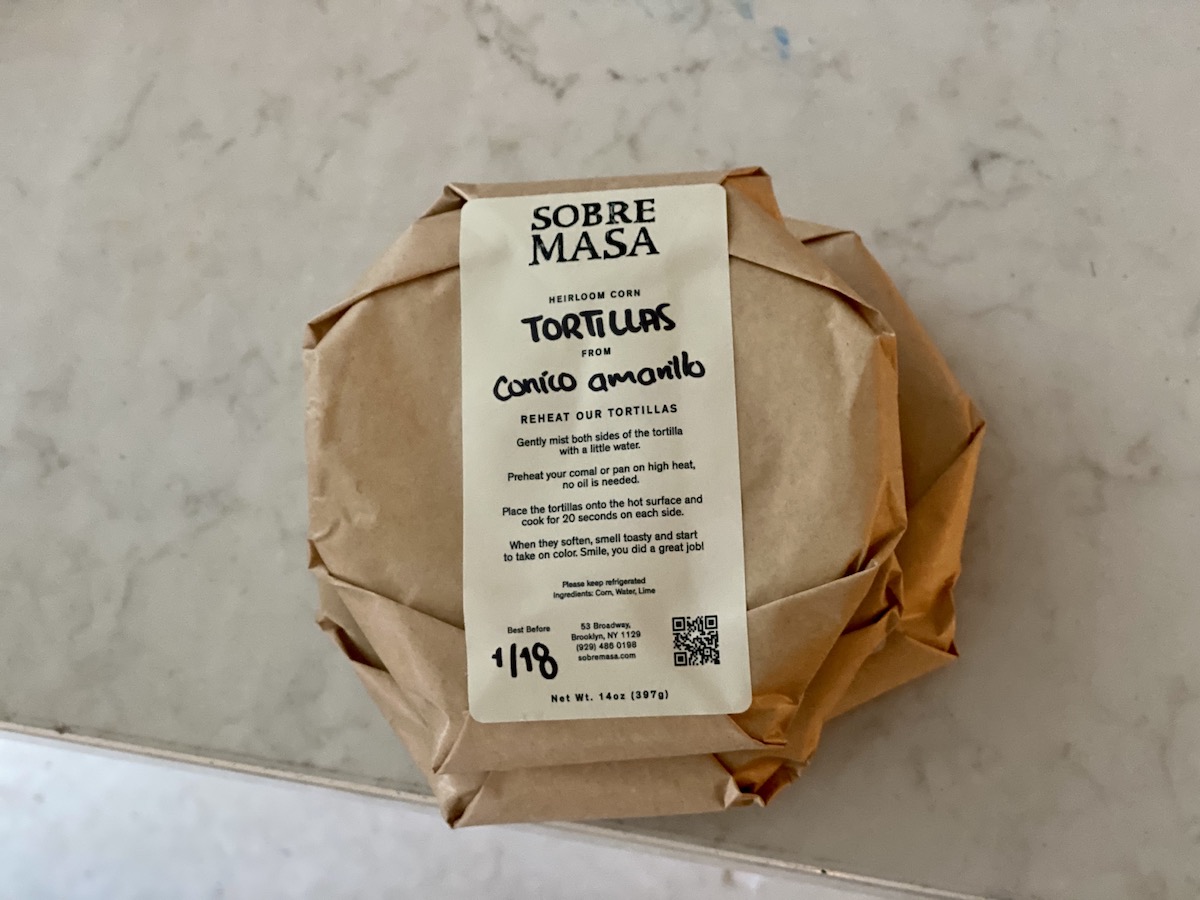 SOBRE
MASA
HEIRLOOM CORN
TORTILLAS
FROM
Conico amarillo
REHEAT OUR TORTILLAS
Gently mist both sides of the tortilla
with a little water.
Preheat your comal or pan on high heat,
no oil is needed.
Place the tortillas onto the hot surface and
cook for 20 seconds on each side.
When they soften, smell toasty and start
to take on color. Smile, you did a great job!
Please keep refrigerated
Ingredients: Corn, Water, Lime
Best Before
1/18
53 Broadway,
Brooklyn, NY 1129
(929) 486 0198
sobremasa.com
Net Wt. 14oz (397g)